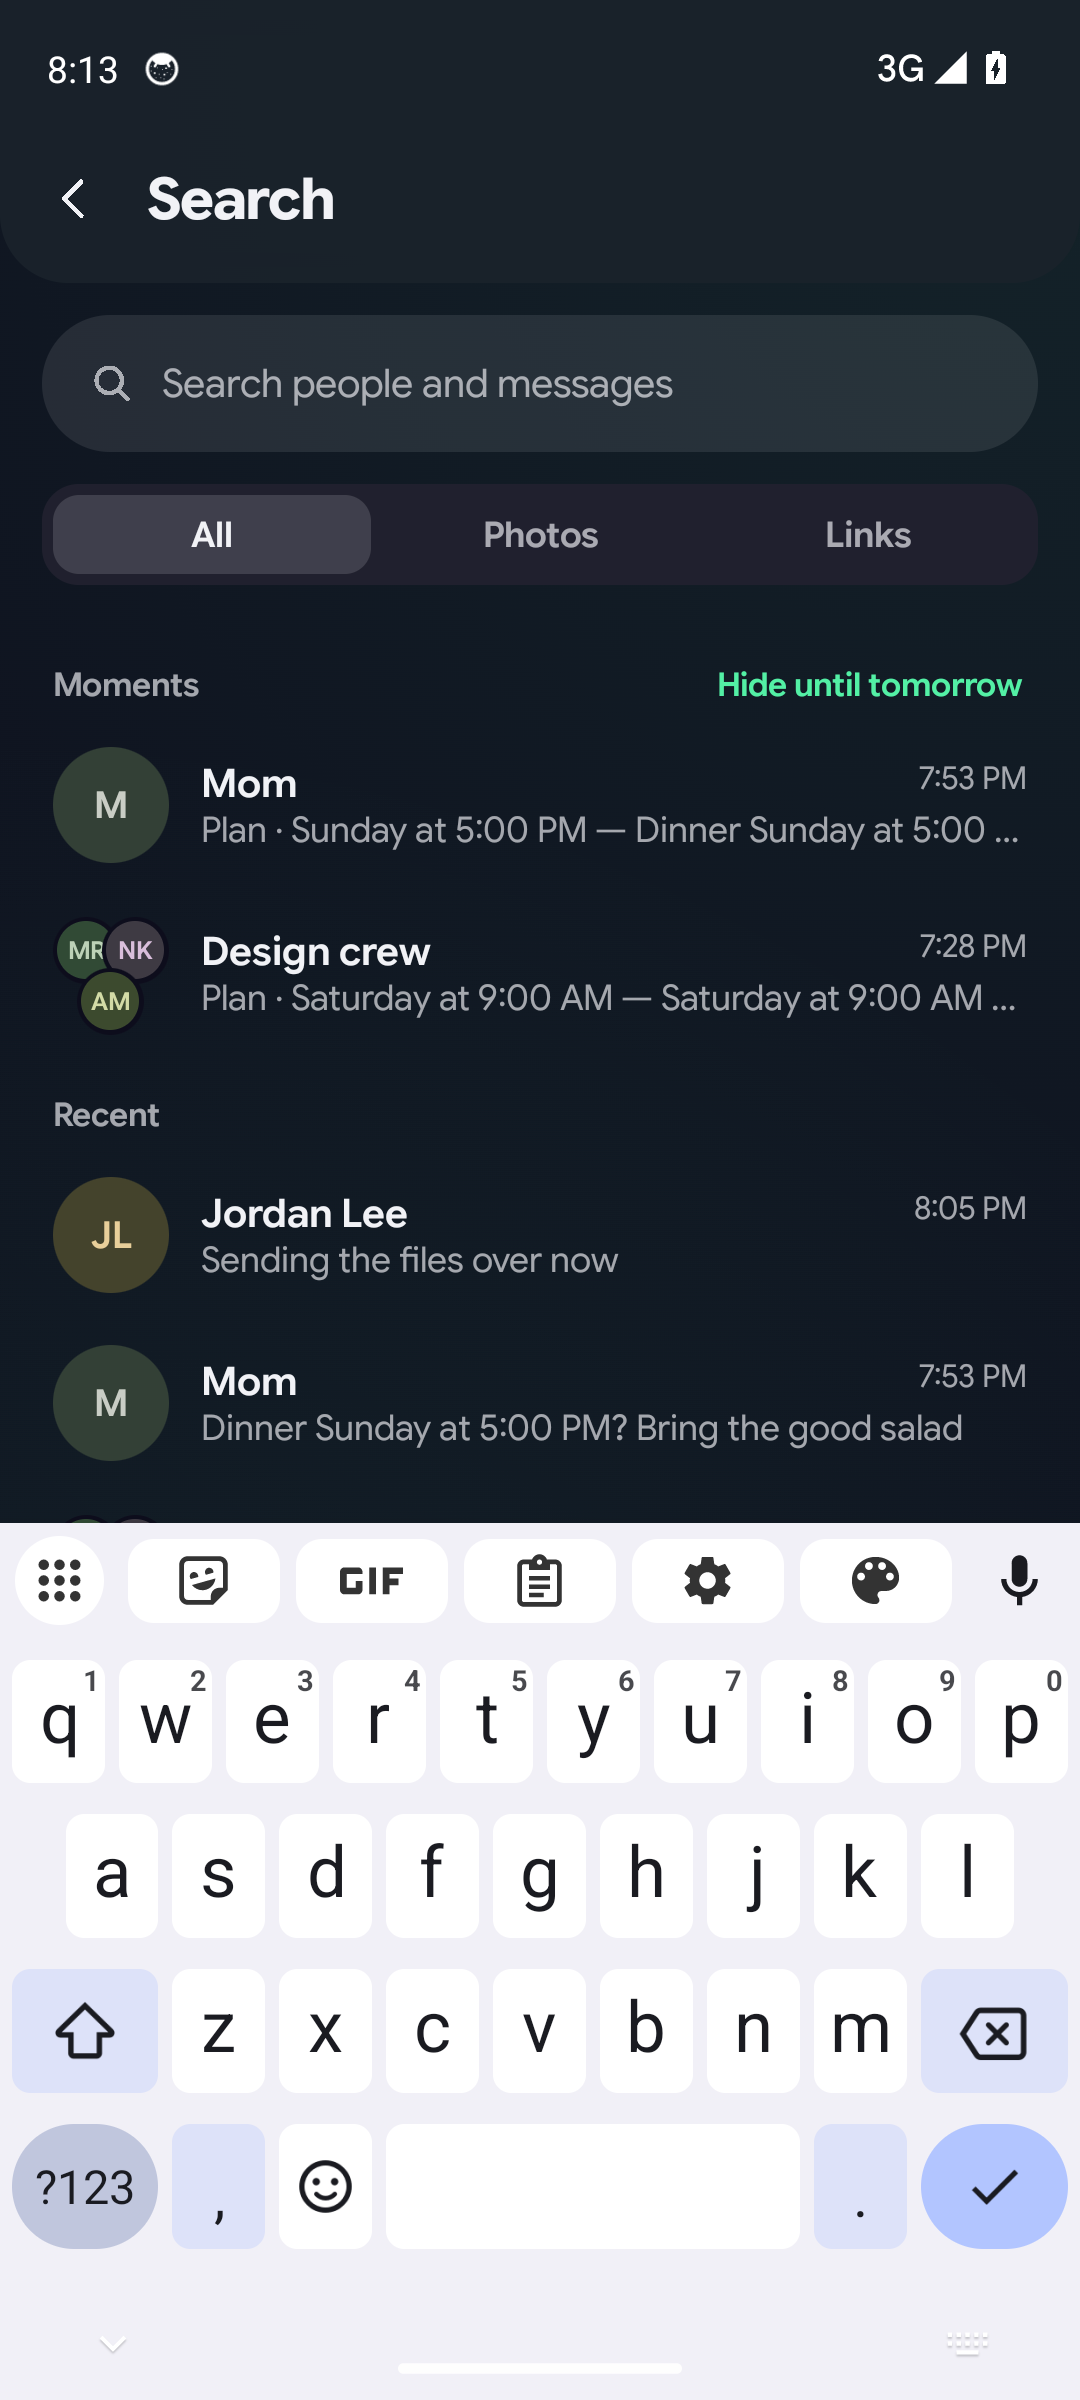 8:13
3G
Search
Search people and messages
All Photos Links
Moments Hide until tomorrow
M Mom 7:53 PM
Plan · Sunday at 5:00 PM — Dinner Sunday at 5:00 ...
MR NK AM Design crew 7:28 PM
Plan · Saturday at 9:00 AM — Saturday at 9:00 AM ...
Recent
JL Jordan Lee 8:05 PM
Sending the files over now
M Mom 7:53 PM
Dinner Sunday at 5:00 PM? Bring the good salad
GIF
q 1 w 2 e 3 r 4 t 5 y 6 u 7 i 8 o 9 p 0
a s d f g h j k l
z x c v b n m
?123 , .